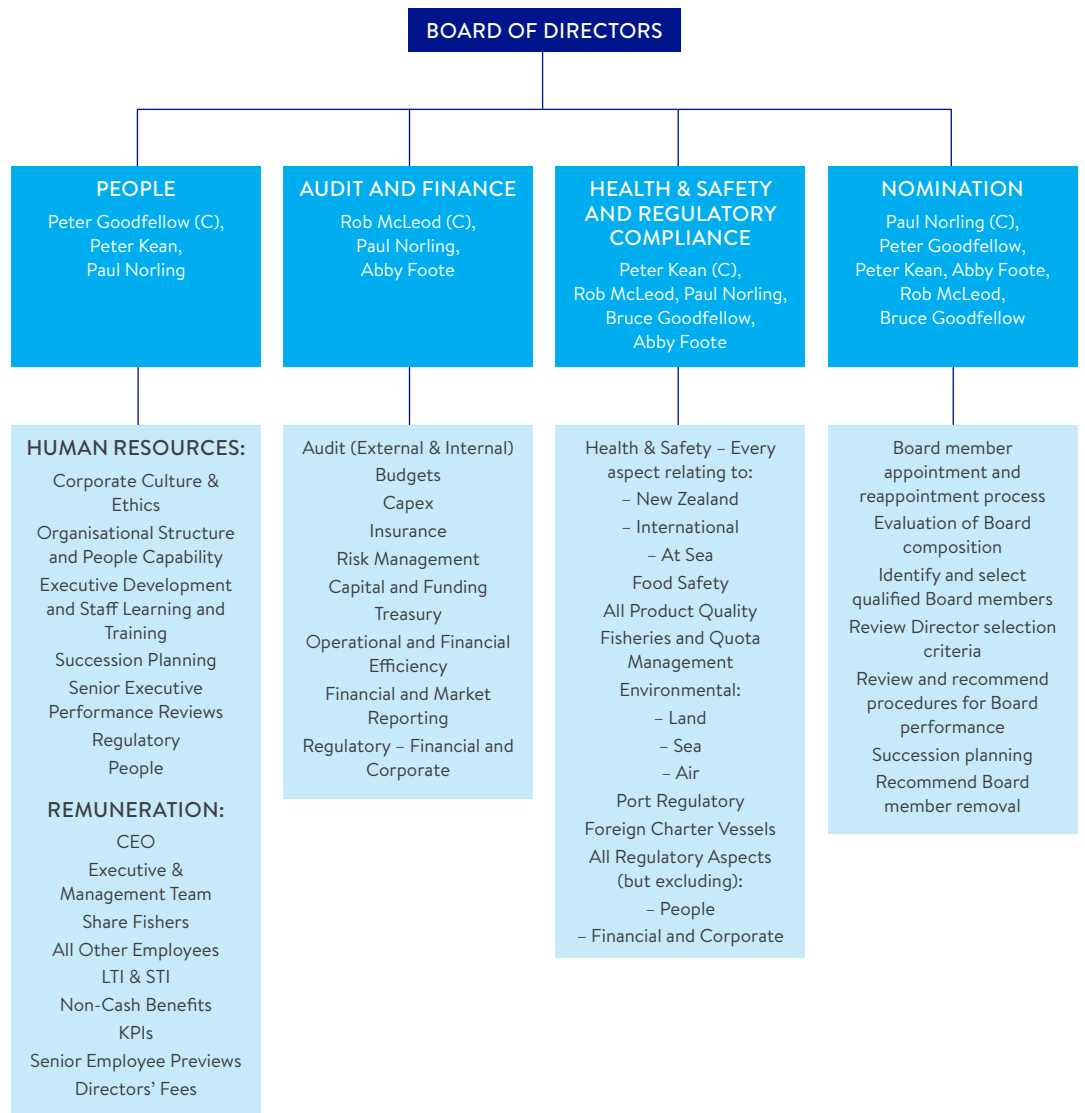 BOARD OF DIRECTORS
PEOPLE
Peter Goodfellow (C),
Peter Kean,
Paul Norling
AUDIT AND FINANCE
Rob McLeod (C),
Paul Norling,
Abby Foote
HEALTH & SAFETY
AND REGULATORY
COMPLIANCE
Peter Kean (C),
Rob McLeod, Paul Norling,
Bruce Goodfellow,
Abby Foote
NOMINATION
Paul Norling (C),
Peter Goodfellow,
Peter Kean, Abby Foote,
Rob McLeod,
Bruce Goodfellow
HUMAN RESOURCES:
Corporate Culture &
Ethics
Organisational Structure
and People Capability
Executive Development
and Staff Learning and
Training
Succession Planning
Senior Executive
Performance Reviews
Regulatory
People
REMUNERATION:
CEO
Executive &
Management Team
Share Fishers
All Other Employees
LTI & STI
Non-Cash Benefits
KPIs
Senior Employee Previews
Directors’ Fees
Audit (External & Internal)
Budgets
Capex
Insurance
Risk Management
Capital and Funding
Treasury
Operational and Financial
Efficiency
Financial and Market
Reporting
Regulatory – Financial and
Corporate
Health & Safety – Every
aspect relating to:
– New Zealand
– International
– At Sea
Food Safety
All Product Quality
Fisheries and Quota
Management
Environmental:
– Land
– Sea
– Air
Port Regulatory
Foreign Charter Vessels
All Regulatory Aspects
(but excluding):
– People
– Financial and Corporate
Board member
appointment and
reappointment process
Evaluation of Board
composition
Identify and select
qualified Board members
Review Director selection
criteria
Review and recommend
procedures for Board
performance
Succession planning
Recommend Board
member removal